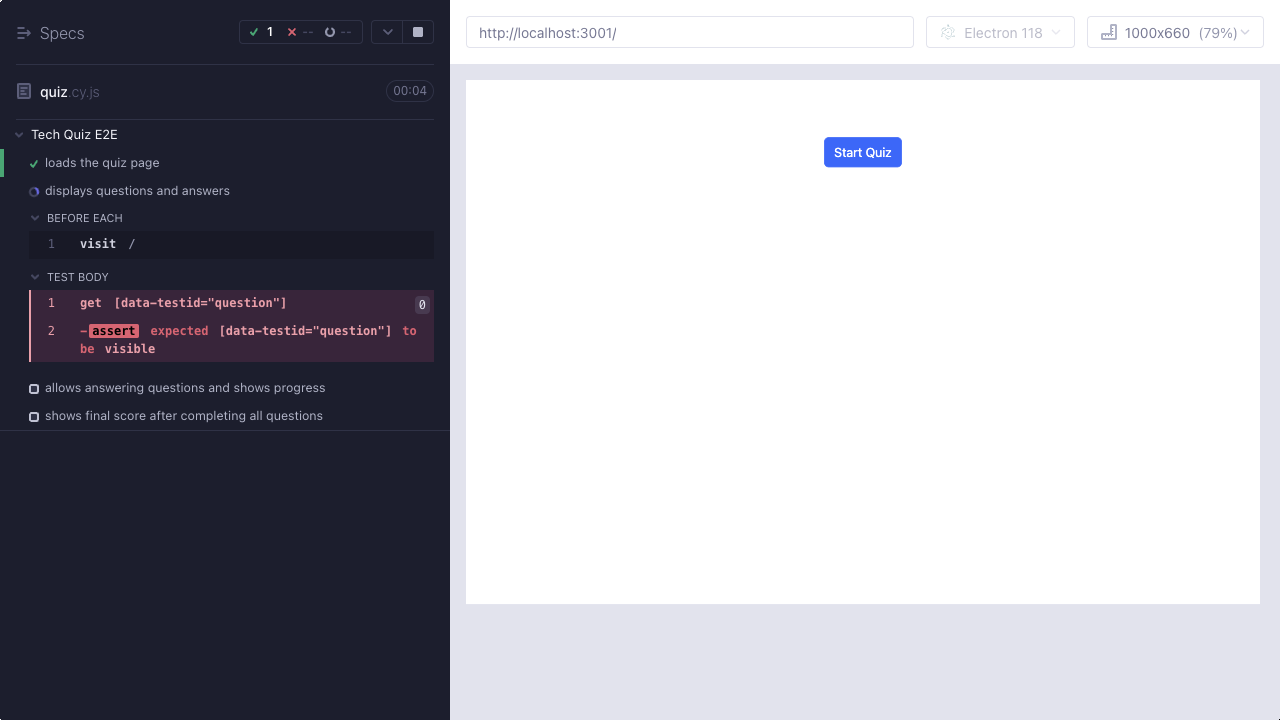 Specs
1
--
--
quiz.cy.js
00:04
Tech Quiz E2E
loads the quiz page
displays questions and answers
BEFORE EACH
1 visit /
TEST BODY
1 get [data-testid="question"] 0
2 -assert expected [data-testid="question"] to
be visible
allows answering questions and shows progress
shows final score after completing all questions
http://localhost:3001/
Electron 118
1000x660 (79%)
Start Quiz